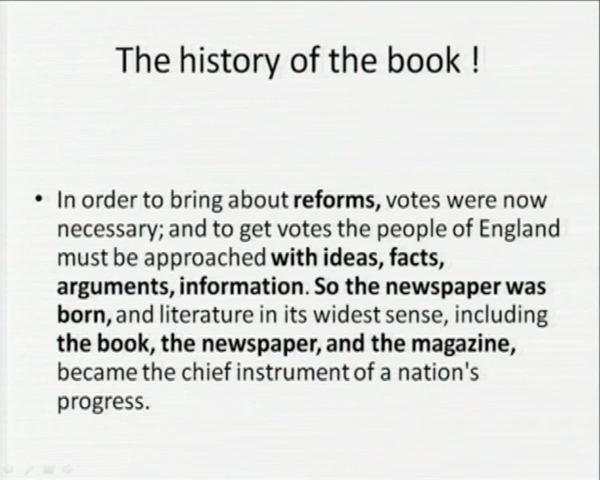 The history of the book !
• In order to bring about reforms, votes were now
necessary; and to get votes the people of England
must be approached with ideas, facts,
arguments, information. So the newspaper was
born, and literature in its widest sense, including
the book, the newspaper, and the magazine,
became the chief instrument of a nation's
progress.